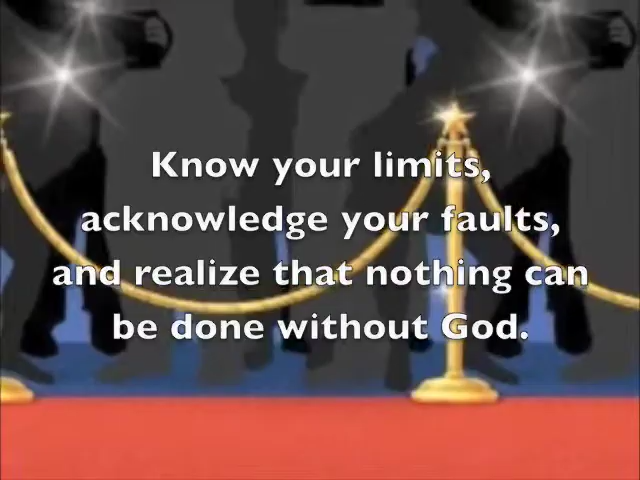 Know your limits,
acknowledge your faults,
and realize that nothing can
be done without God.